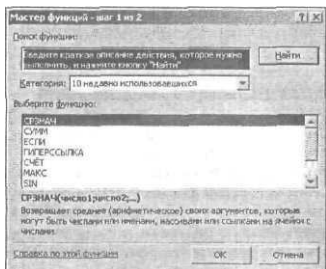 Мастер функций - шаг 1 из 2
Поиск функции:
Введите краткое описание действия, которое нужно
выполнить, и нажмите кнопку "Найти"
Найти
Категория: 10 недавно использовавшихся
Выберите функцию:
СРЗНАЧ
СУММ
ЕСЛИ
ГИПЕРССЫЛКА
СЧЁТ
МАКС
SIN
СРЗНАЧ(число1;число2;...)
Возвращает среднее (арифметическое) своих аргументов, которые
могут быть числами или именами, массивами или ссылками на ячейки с
числами.
Справка по этой функции
ОК
Отмена